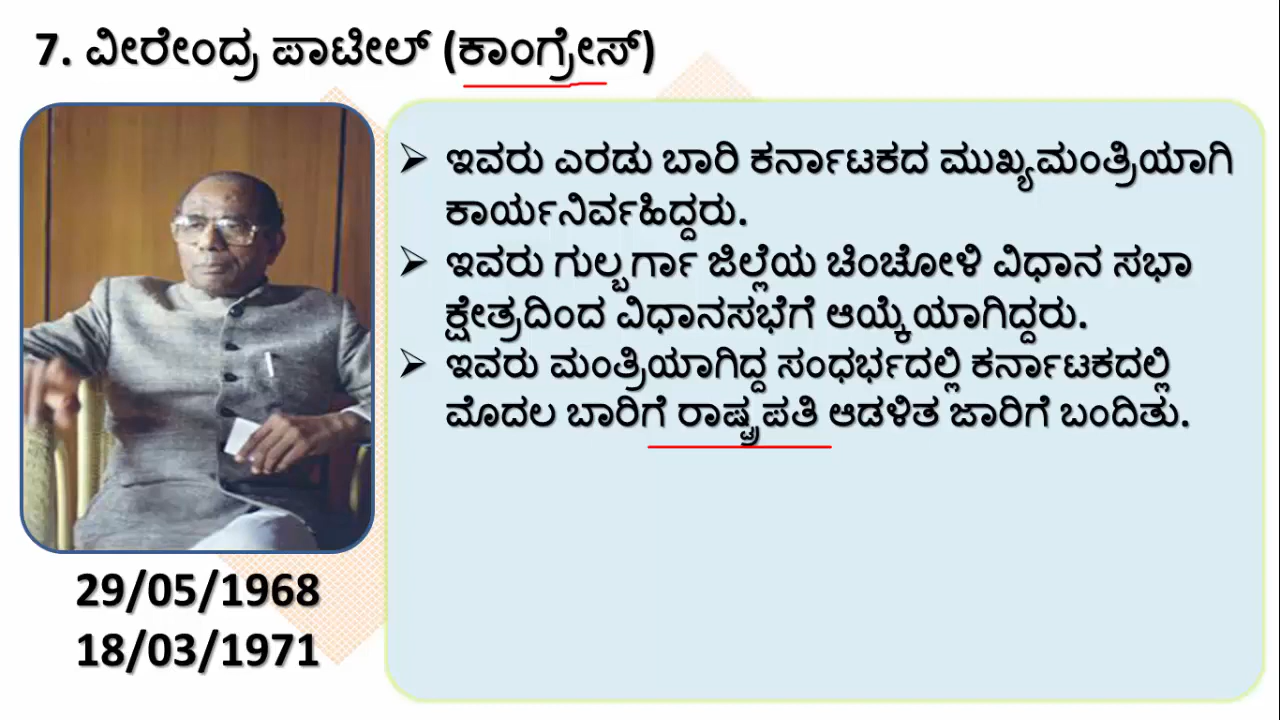 7. ವೀರೇಂದ್ರ ಪಾಟೀಲ್ (ಕಾಂಗ್ರೇಸ್)
➢ ಇವರು ಎರಡು ಬಾರಿ ಕರ್ನಾಟಕದ ಮುಖ್ಯಮಂತ್ರಿಯಾಗಿ
ಕಾರ್ಯನಿರ್ವಹಿದ್ದರು.
➢ ಇವರು ಗುಲ್ಬರ್ಗಾ ಜಿಲ್ಲೆಯ ಚಿಂಚೋಳಿ ವಿಧಾನ ಸಭಾ
ಕ್ಷೇತ್ರದಿಂದ ವಿಧಾನಸಭೆಗೆ ಆಯ್ಕೆಯಾಗಿದ್ದರು.
➢ ಇವರು ಮಂತ್ರಿಯಾಗಿದ್ದ ಸಂಧರ್ಭದಲ್ಲಿ ಕರ್ನಾಟಕದಲ್ಲಿ
ಮೊದಲ ಬಾರಿಗೆ ರಾಷ್ಟ್ರಪತಿ ಆಡಳಿತ ಜಾರಿಗೆ ಬಂದಿತು.
29/05/1968
18/03/1971